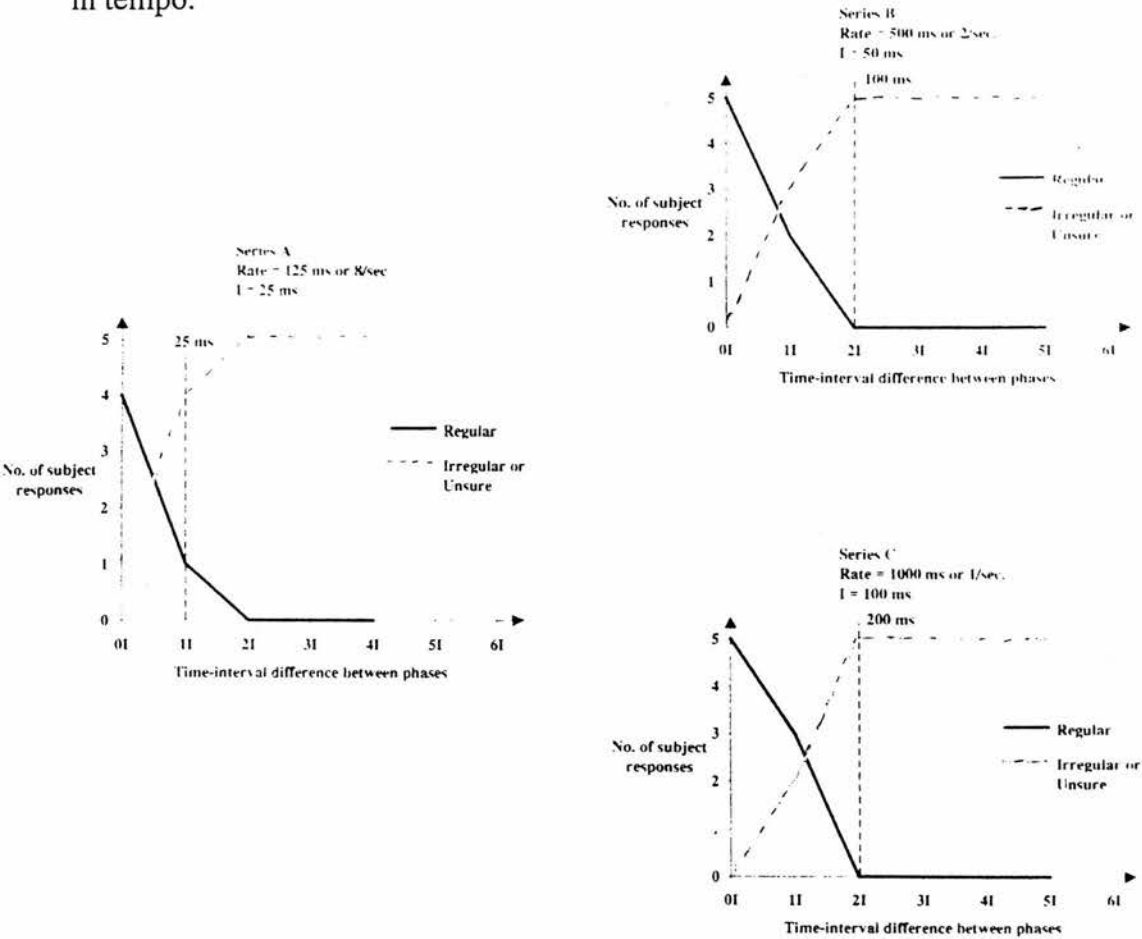 in tempo.
Series B
Rate = 500 ms or 2/sec.
I = 50 ms
100 ms
5
4
3
2
1
0
No. of subject
responses
Regular
Irregular or
Unsure
0I 1I 2I 3I 4I 5I 6I
Time-interval difference between phases
Series A
Rate = 125 ms or 8/sec
I = 25 ms
25 ms
5
4
3
2
1
0
No. of subject
responses
Regular
Irregular or
Unsure
0I 1I 2I 3I 4I 5I 6I
Time-interval difference between phases
Series C
Rate = 1000 ms or 1/sec.
I = 100 ms
200 ms
5
4
3
2
0
No. of subject
responses
Regular
Irregular or
Unsure
0I 1I 2I 3I 4I 5I 6I
Time-interval difference between phases